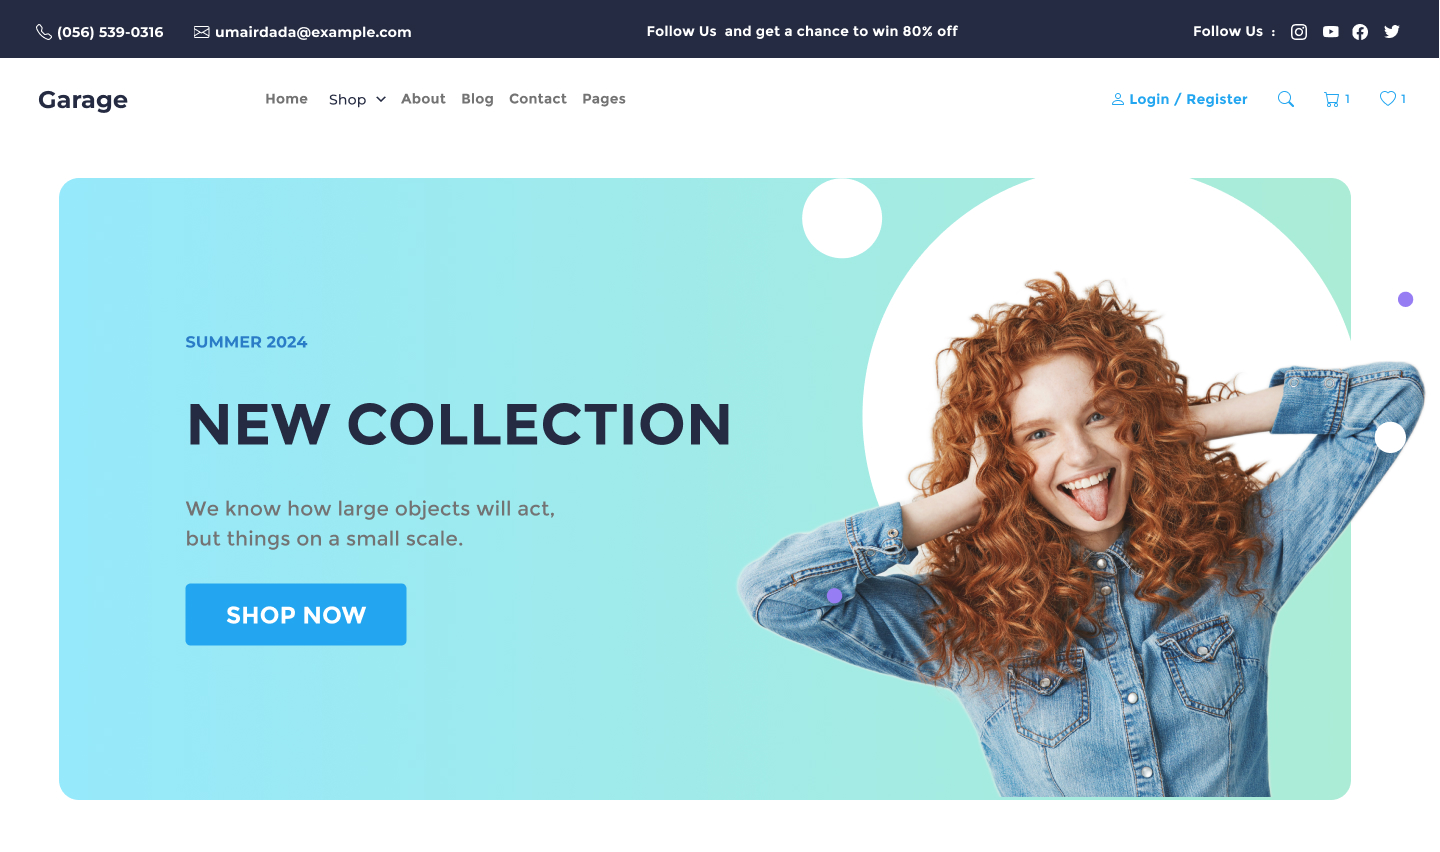 (056) 539-0316
umairdada@example.com
Follow Us and get a chance to win 80% off
Follow Us :
Garage
Home
Shop
About
Blog
Contact
Pages
Login / Register
1
1
SUMMER 2024
NEW COLLECTION
We know how large objects will act,
but things on a small scale.
SHOP NOW